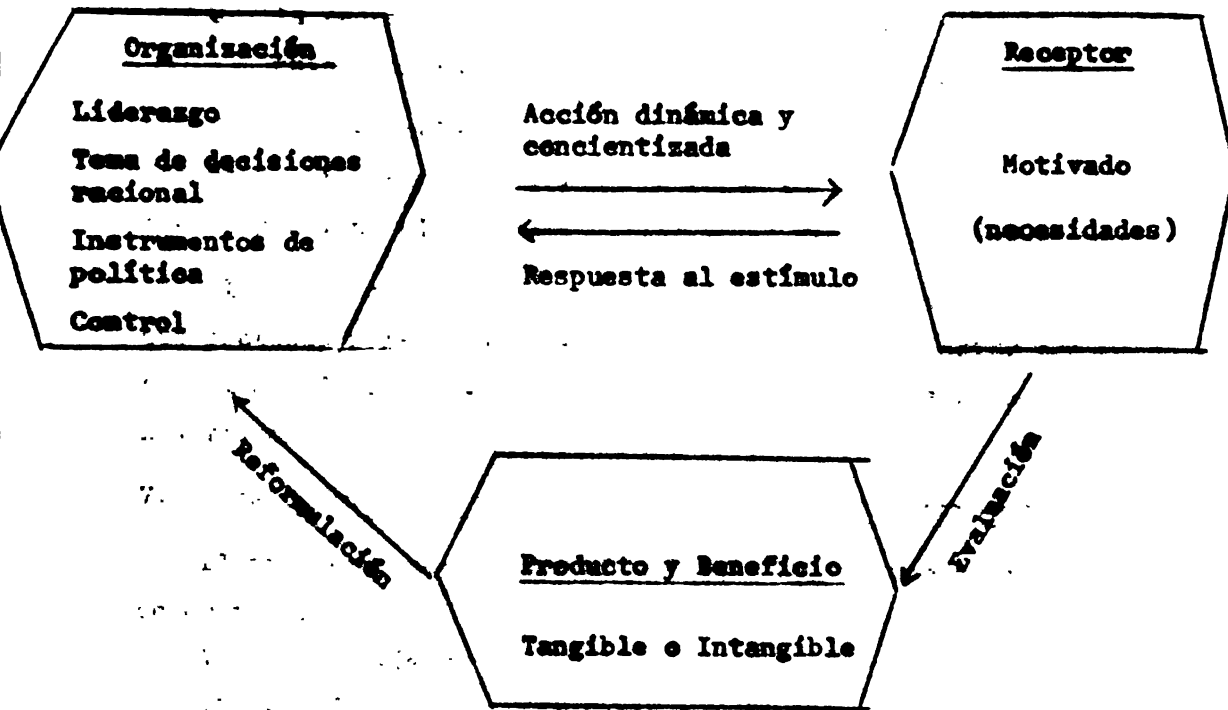 Organización
Liderazgo
Toma de decisiones
racional
Instrumentos de
política
Control
Acción dinámica y
concientizada
Respuesta al estímulo
Receptor
Motivado
(necesidades)
Reformulación
Evaluación
Producto y Beneficio
Tangible o Intangible